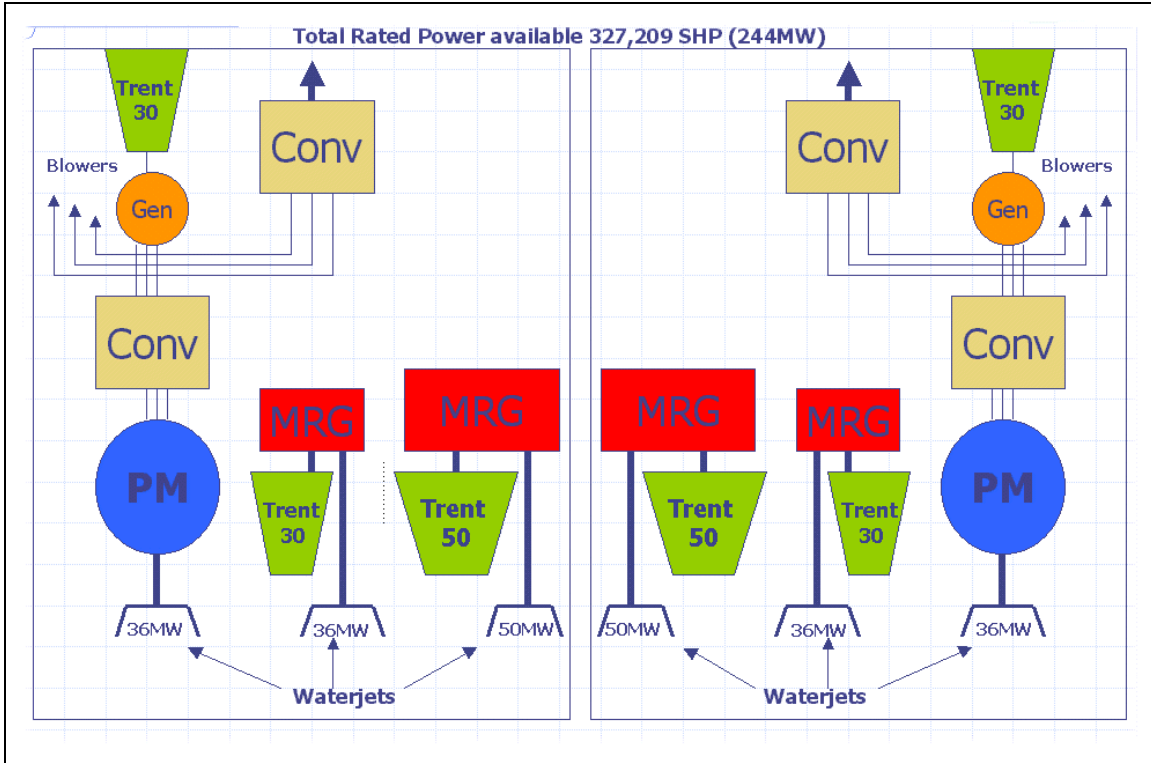 Total Rated Power available 327,209 SHP (244MW)
Trent
30
Conv
Blowers
Gen
Conv
MRG
MRG
PM
Trent
30
Trent
50
36MW
36MW
50MW
Waterjets
Trent
30
Conv
Blowers
Gen
Conv
MRG
MRG
PM
Trent
50
Trent
30
50MW
36MW
36MW
Waterjets